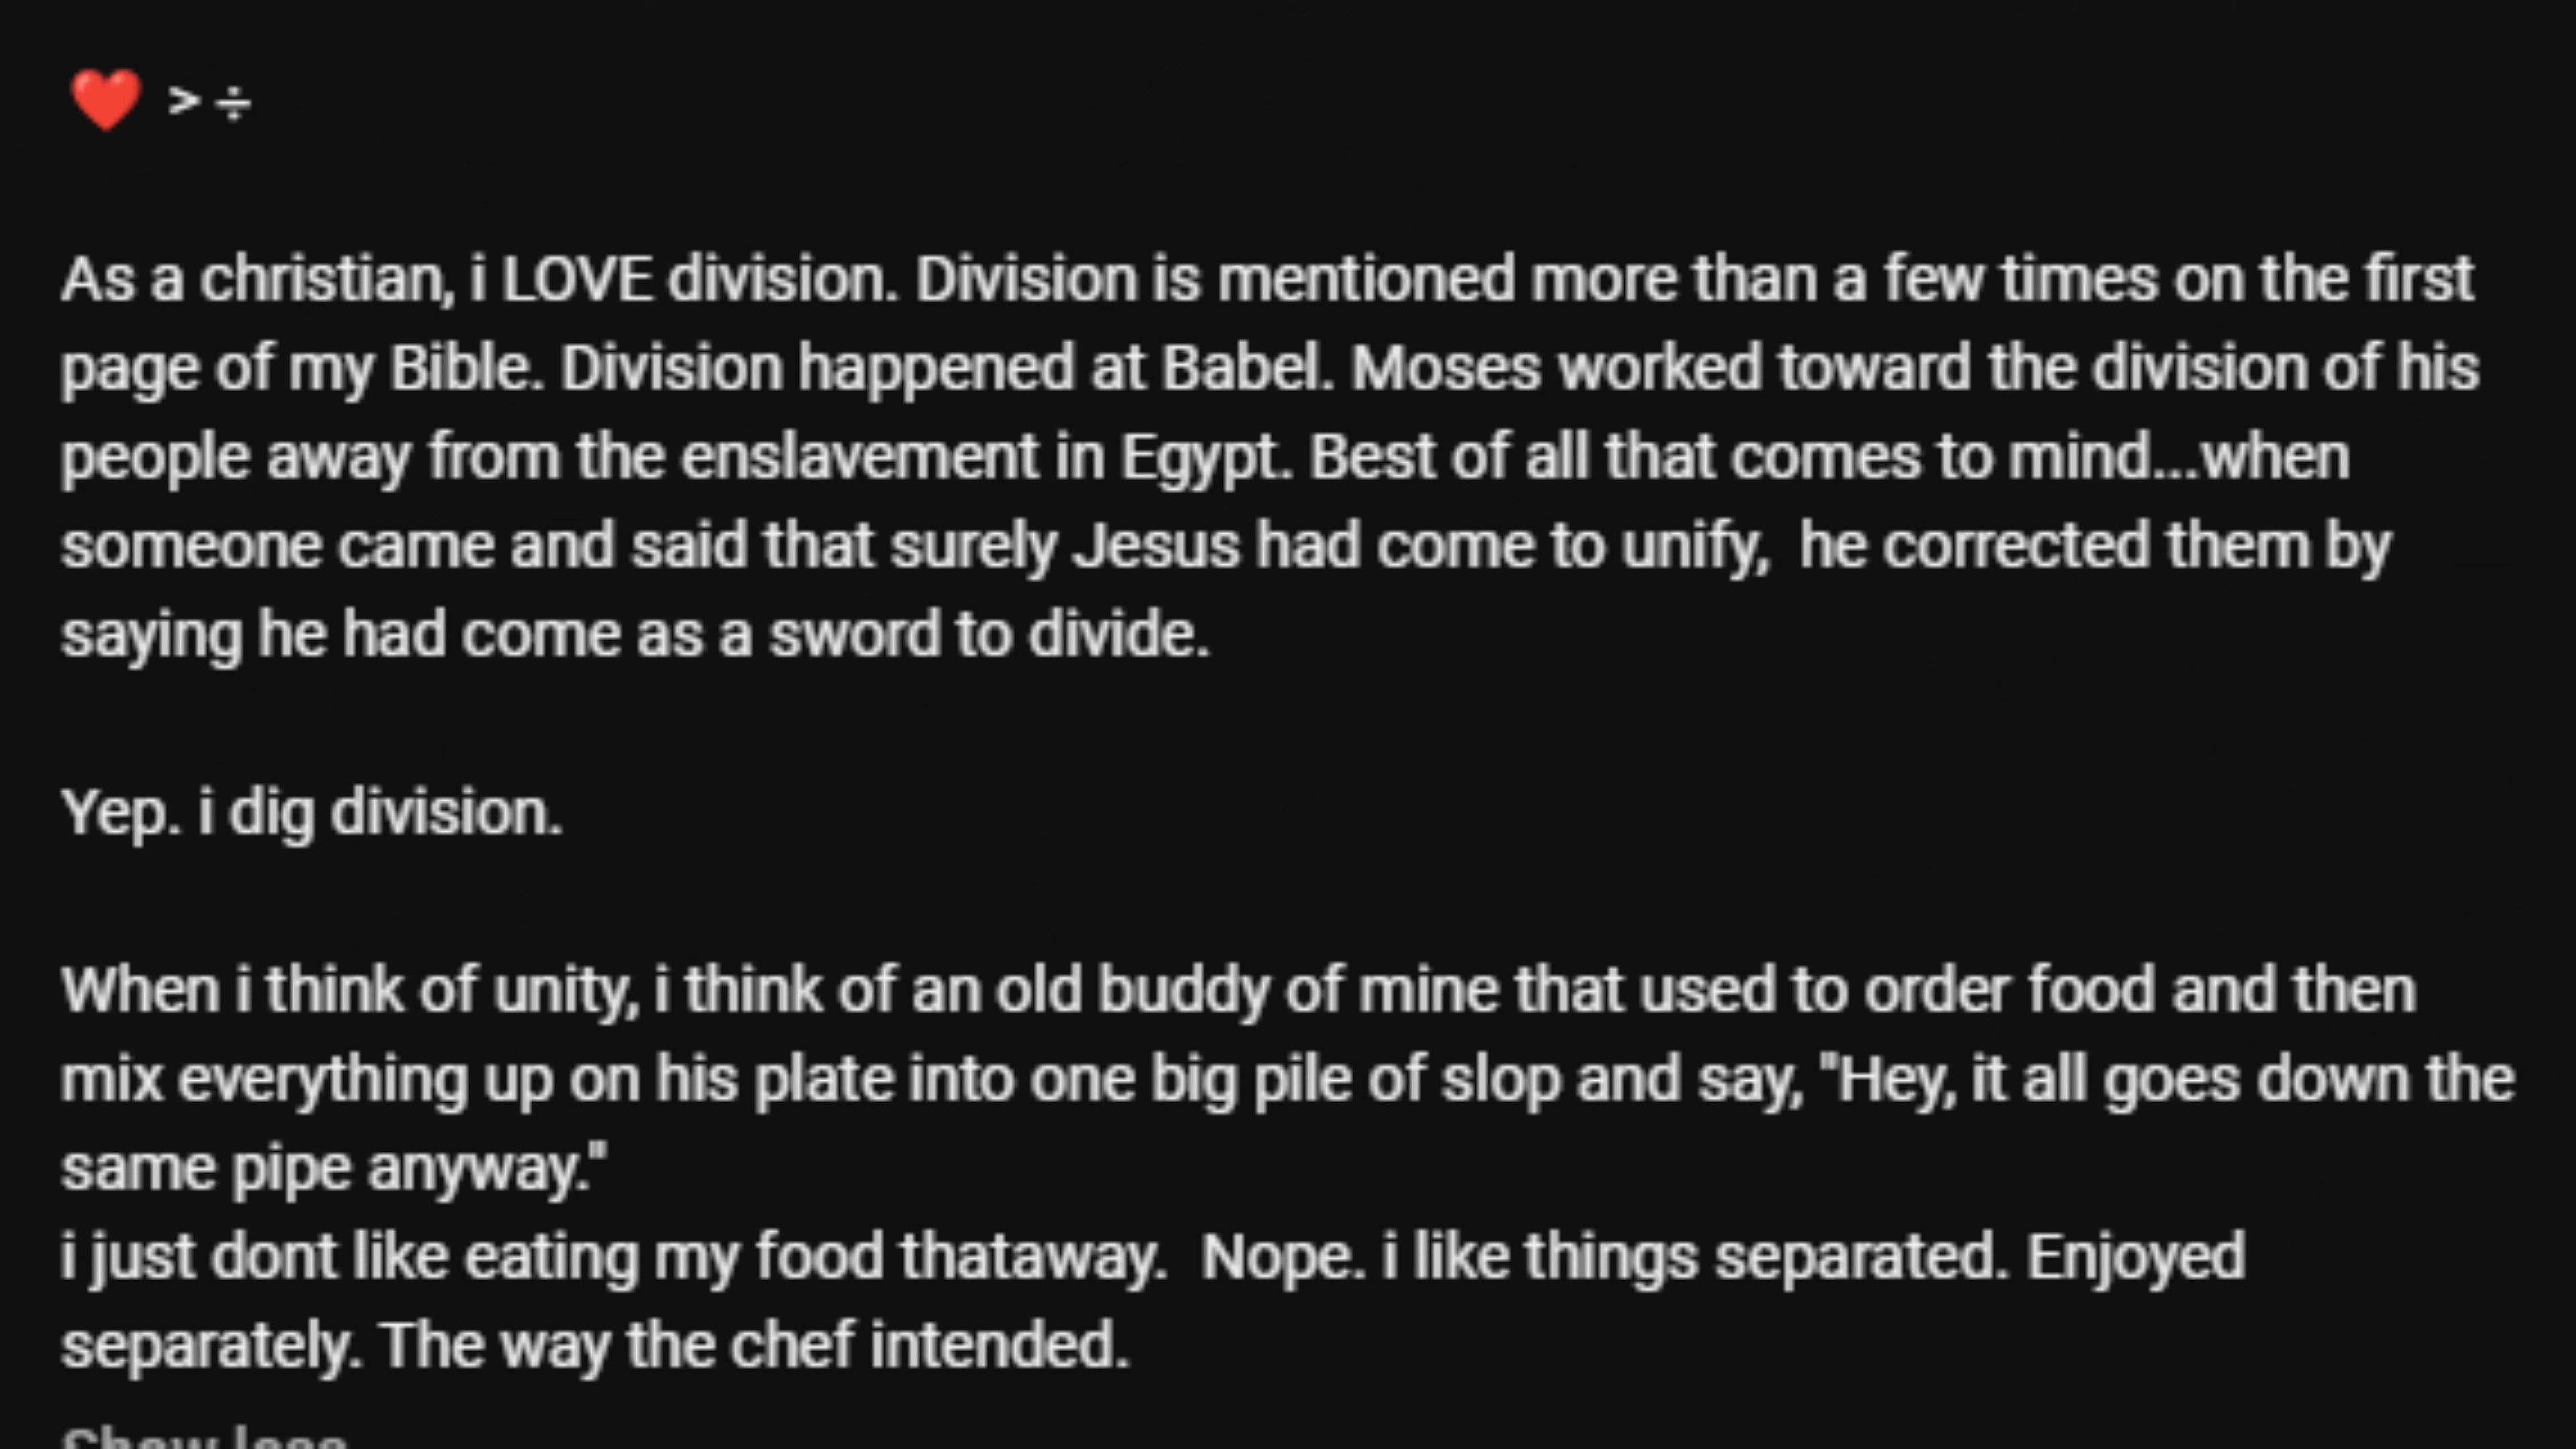 ❤️ > ÷
As a christian, i LOVE division. Division is mentioned more than a few times on the first
page of my Bible. Division happened at Babel. Moses worked toward the division of his
people away from the enslavement in Egypt. Best of all that comes to mind...when
someone came and said that surely Jesus had come to unify,  he corrected them by
saying he had come as a sword to divide.
Yep. i dig division.
When i think of unity, i think of an old buddy of mine that used to order food and then
mix everything up on his plate into one big pile of slop and say, "Hey, it all goes down the
same pipe anyway."
i just dont like eating my food thataway.  Nope. i like things separated. Enjoyed
separately. The way the chef intended.
Show less